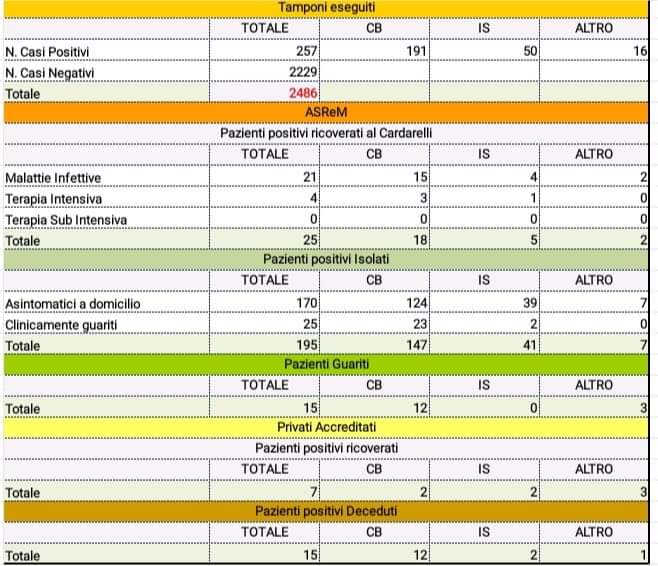 Tamponi eseguiti
TOTALE CB IS ALTRO
N. Casi Positivi 257 191 50 16
N. Casi Negativi 2229
Totale 2486
ASReM
Pazienti positivi ricoverati al Cardarelli
TOTALE CB IS ALTRO
Malattie Infettive 21 15 4 2
Terapia Intensiva 4 3 1 0
Terapia Sub Intensiva 0 0 0 0
Totale 25 18 5 2
Pazienti positivi Isolati
TOTALE CB IS ALTRO
Asintomatici a domicilio 170 124 39 7
Clinicamente guariti 25 23 2 0
Totale 195 147 41 7
Pazienti Guariti
TOTALE CB IS ALTRO
Totale 15 12 0 3
Privati Accreditati
Pazienti positivi ricoverati
TOTALE CB IS ALTRO
Totale 7 2 2 3
Pazienti positivi Deceduti
TOTALE CB IS ALTRO
Totale 15 12 2 1